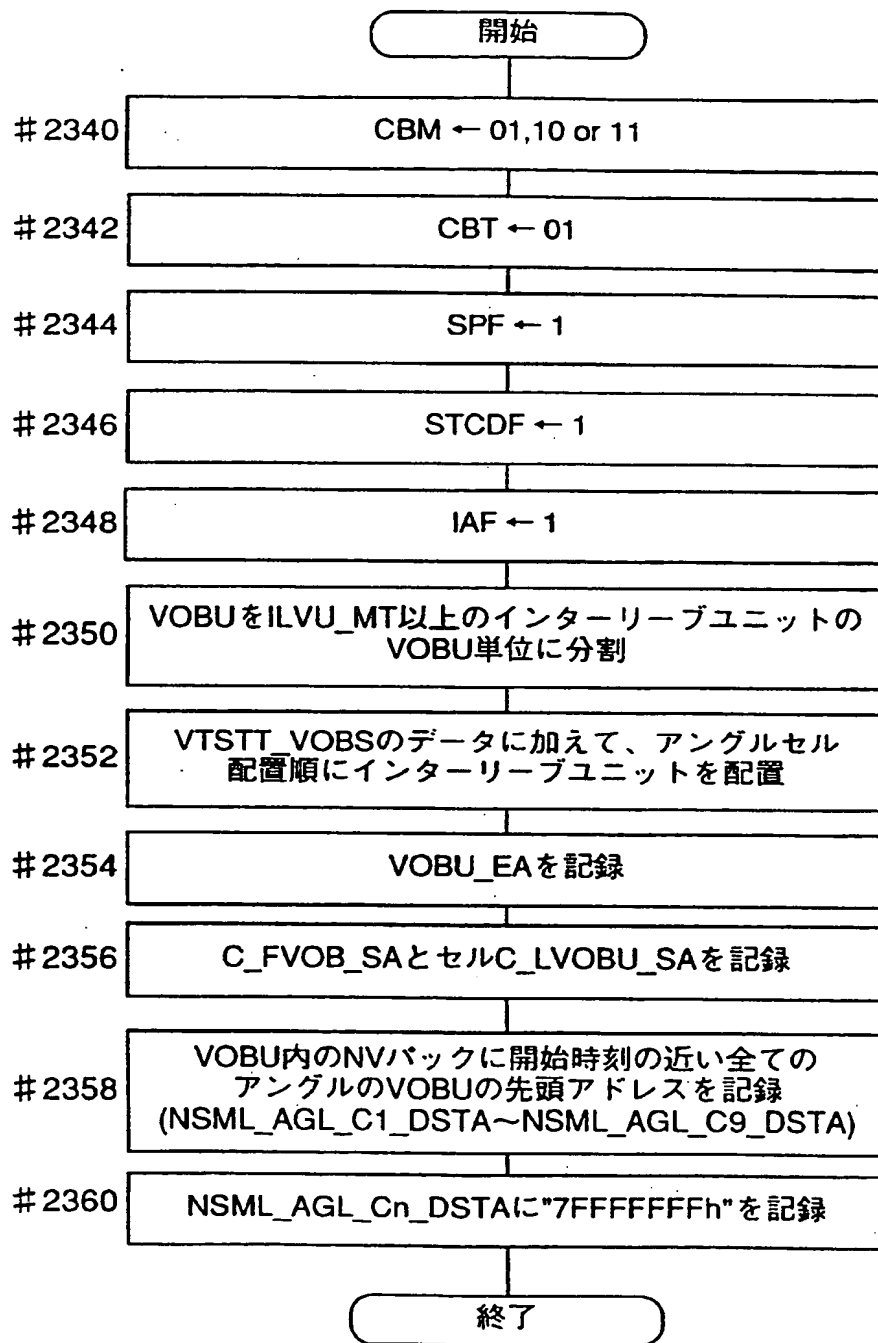 開始
#2340 CBM ← 01,10 or 11
#2342 CBT ← 01
#2344 SPF ← 1
#2346 STCDF ← 1
#2348 IAF ← 1
#2350 VOBUをILVU_MT以上のインターリーブユニットの
VOBU単位に分割
#2352 VTSTT_VOBSのデータに加えて、アングルセル
配置順にインターリーブユニットを配置
#2354 VOBU_EAを記録
#2356 C_FVOB_SAとセルC_LVOBU_SAを記録
#2358 VOBU内のNVパックに開始時刻の近い全ての
アングルのVOBUの先頭アドレスを記録
(NSML_AGL_C1_DSTA～NSML_AGL_C9_DSTA)
#2360 NSML_AGL_Cn_DSTAに"7FFFFFFFh"を記録
終了